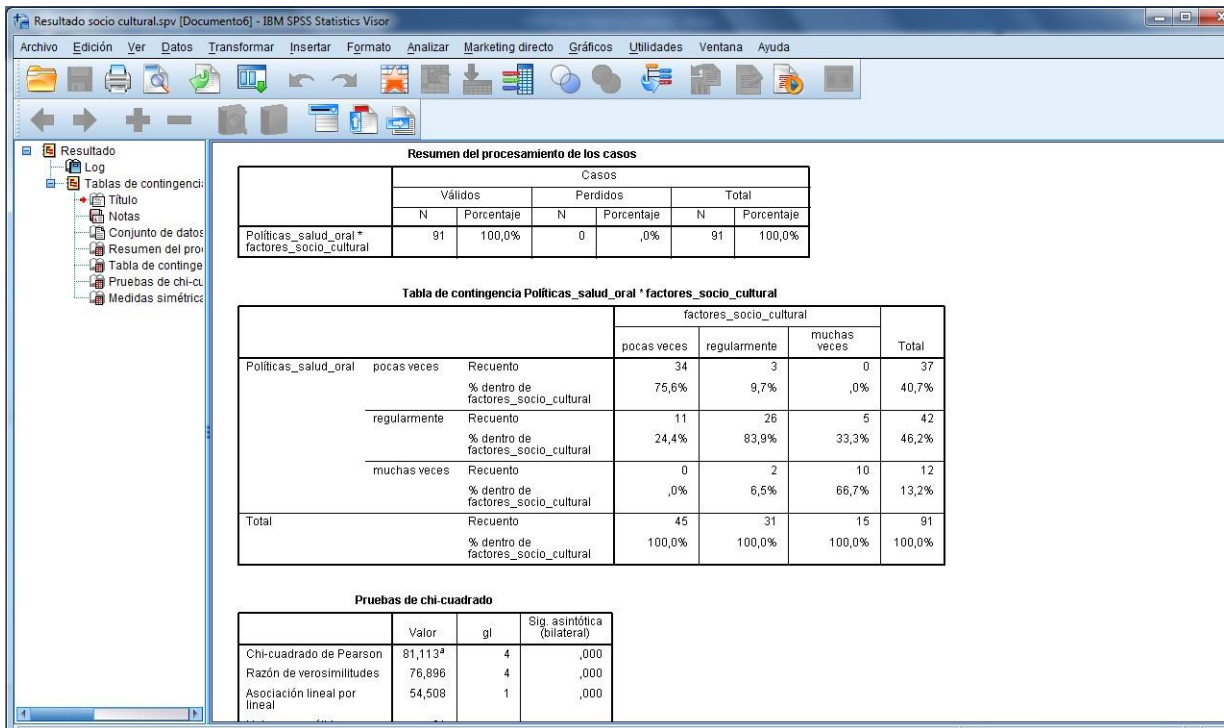 Resultado socio cultural.spv [Documento6] - IBM SPSS Statistics Visor
Archivo Edición Ver Datos Transformar Insertar Formato Analizar Marketing directo Gráficos Utilidades Ventana Ayuda
Resultado
Log
Tablas de contingenci
Título
Notas
Conjunto de datos
Resumen del pro
Tabla de continge
Pruebas de chi-cu
Medidas simétrica
Resumen del procesamiento de los casos
Casos
Válidos Perdidos Total
N Porcentaje N Porcentaje N Porcentaje
Políticas_salud_oral * 91 100,0% 0 ,0% 91 100,0%
factores_socio_cultural
Tabla de contingencia Políticas_salud_oral * factores_socio_cultural
factores_socio_cultural
pocas veces regularmente muchas veces Total
Políticas_salud_oral pocas veces Recuento 34 3 0 37
% dentro de 75,6% 9,7% ,0% 40,7%
factores_socio_cultural
regularmente Recuento 11 26 5 42
% dentro de 24,4% 83,9% 33,3% 46,2%
factores_socio_cultural
muchas veces Recuento 0 2 10 12
% dentro de ,0% 6,5% 66,7% 13,2%
factores_socio_cultural
Total Recuento 45 31 15 91
% dentro de 100,0% 100,0% 100,0% 100,0%
factores_socio_cultural
Pruebas de chi-cuadrado
Valor gl Sig. asintótica
(bilateral)
Chi-cuadrado de Pearson 81,113ª 4 ,000
Razón de verosimilitudes 76,896 4 ,000
Asociación lineal por 54,508 1 ,000
lineal